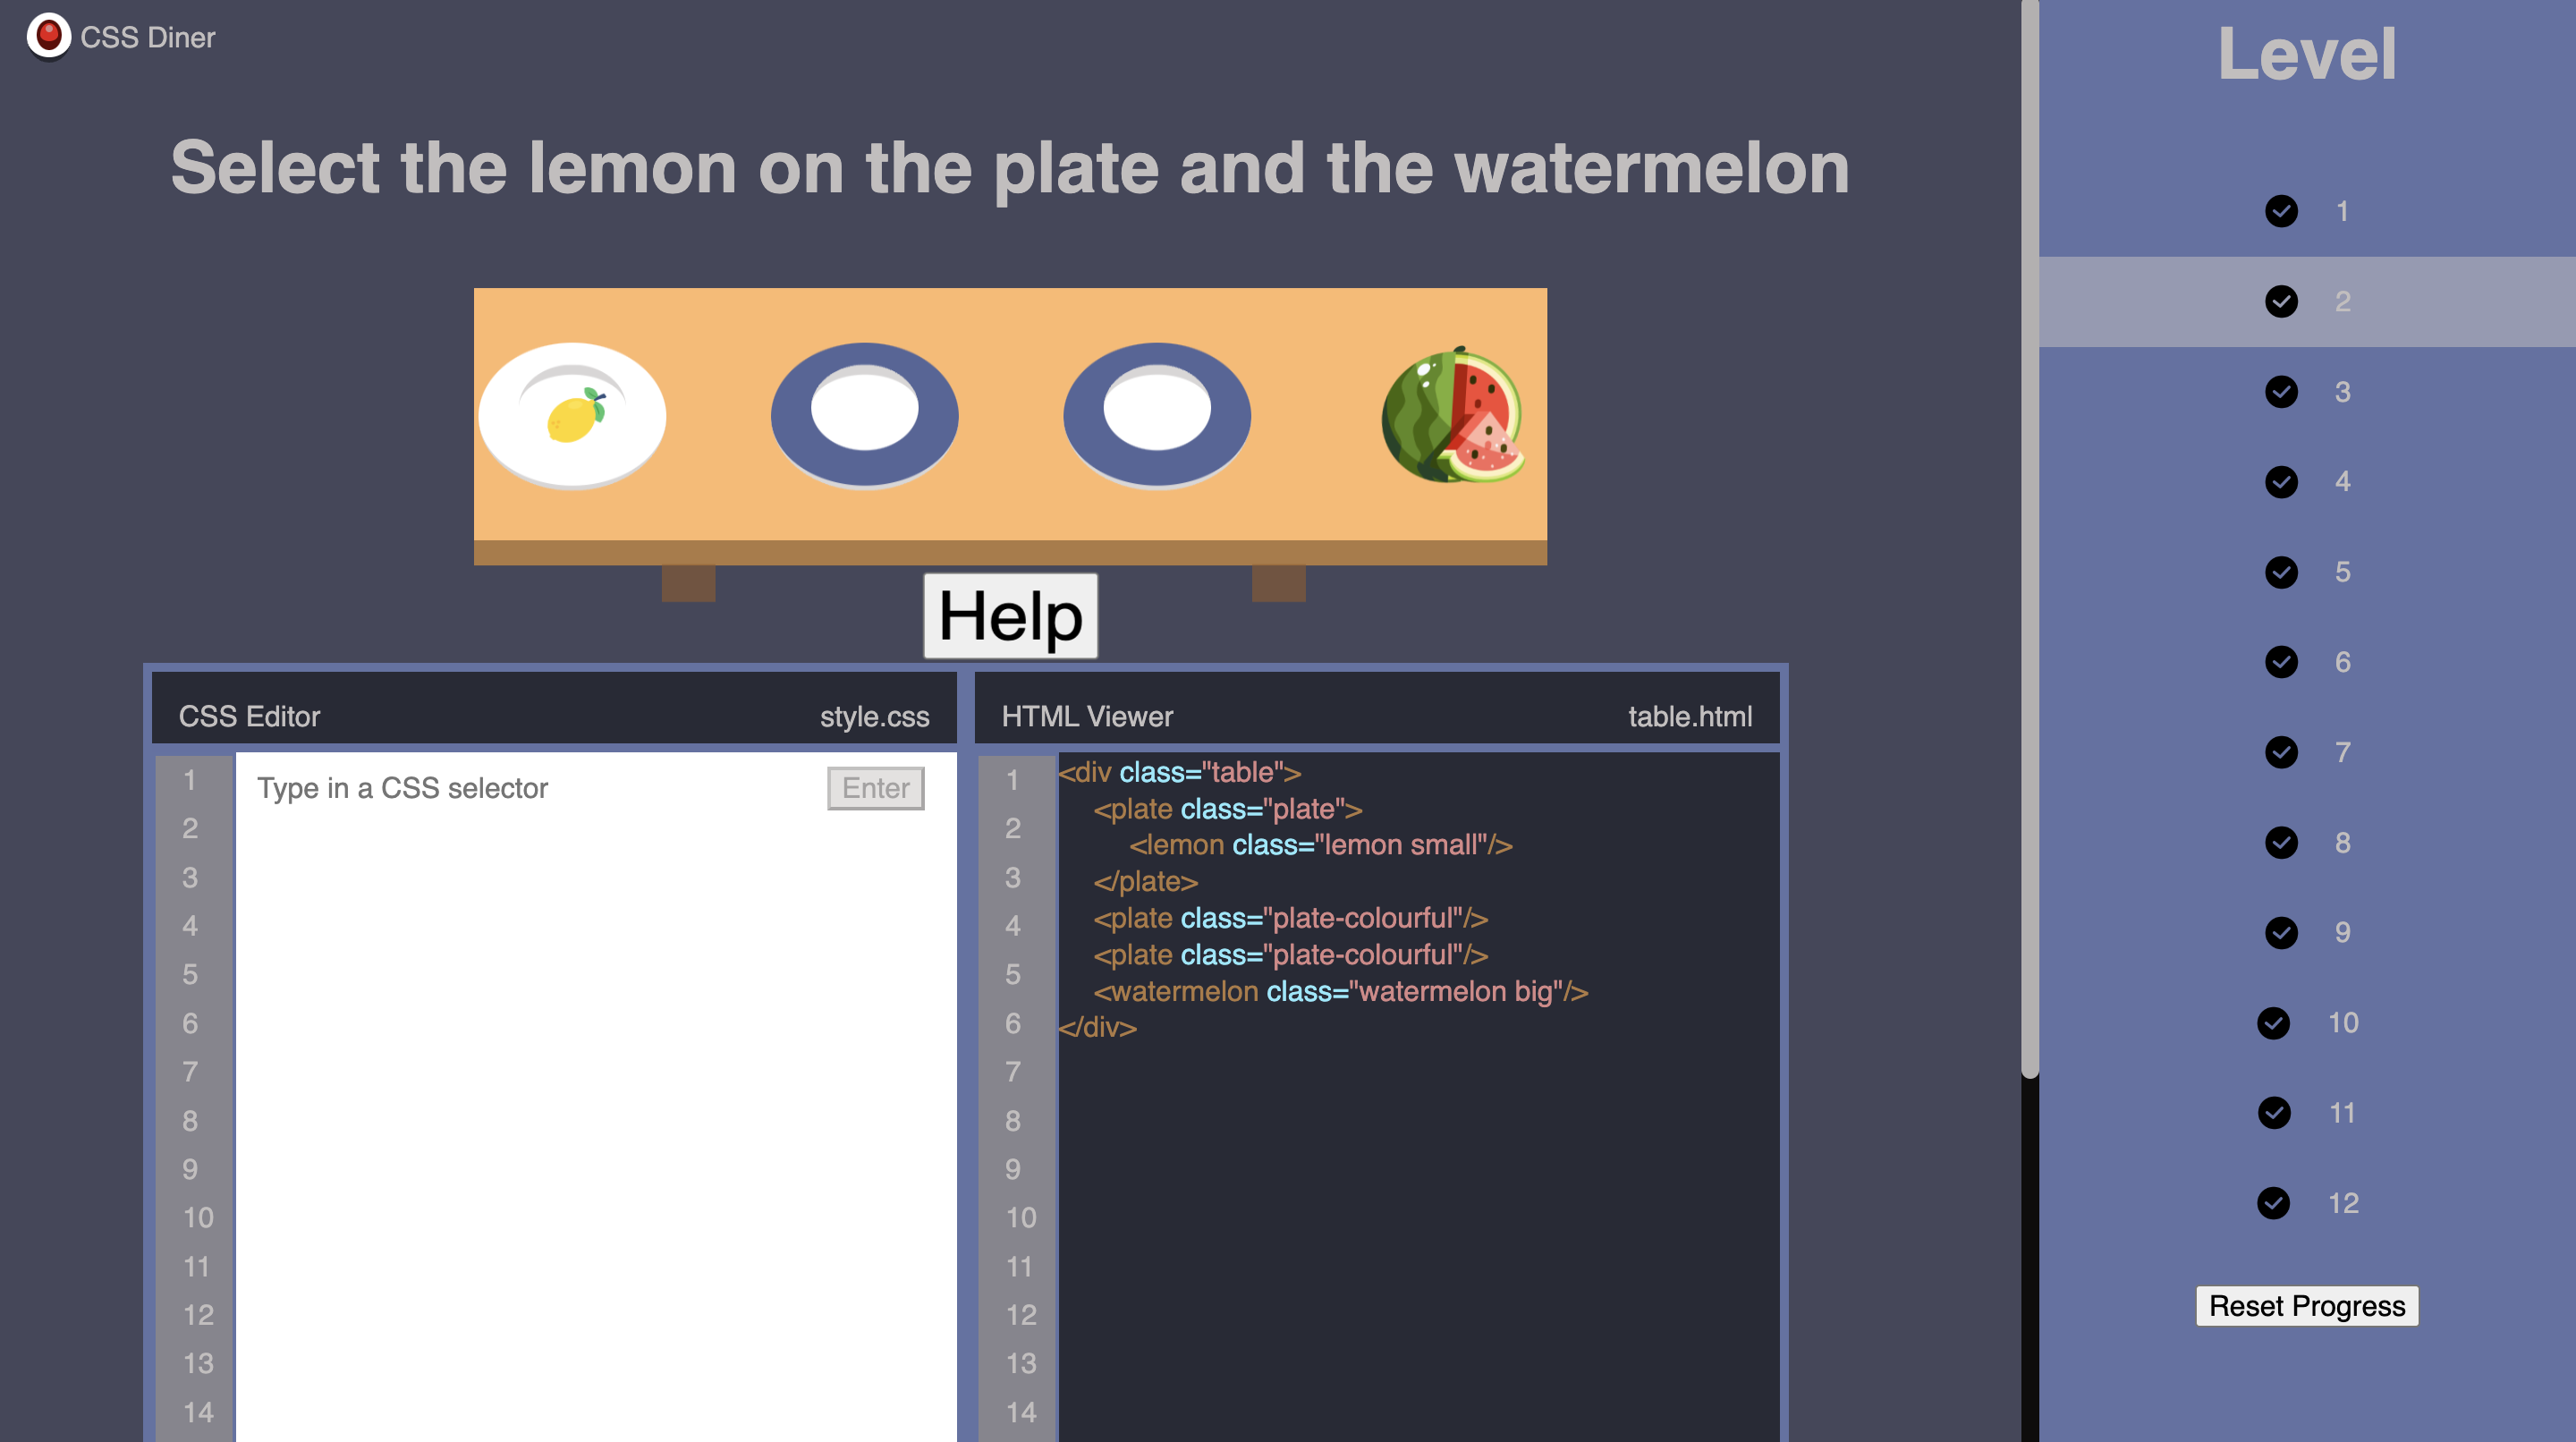 CSS Diner
Select the lemon on the plate and the watermelon
Help
CSS Editor
style.css
1
2
3
4
5
6
7
8
9
10
11
12
13
14
Type in a CSS selector
Enter
HTML Viewer
table.html
1
2
3
4
5
6
7
8
9
10
11
12
13
14
<div class="table">
<plate class="plate">
<lemon class="lemon small"/>
</plate>
<plate class="plate-colourful"/>
<plate class="plate-colourful"/>
<watermelon class="watermelon big"/>
</div>
Level
1
2
3
4
5
6
7
8
9
10
11
12
Reset Progress